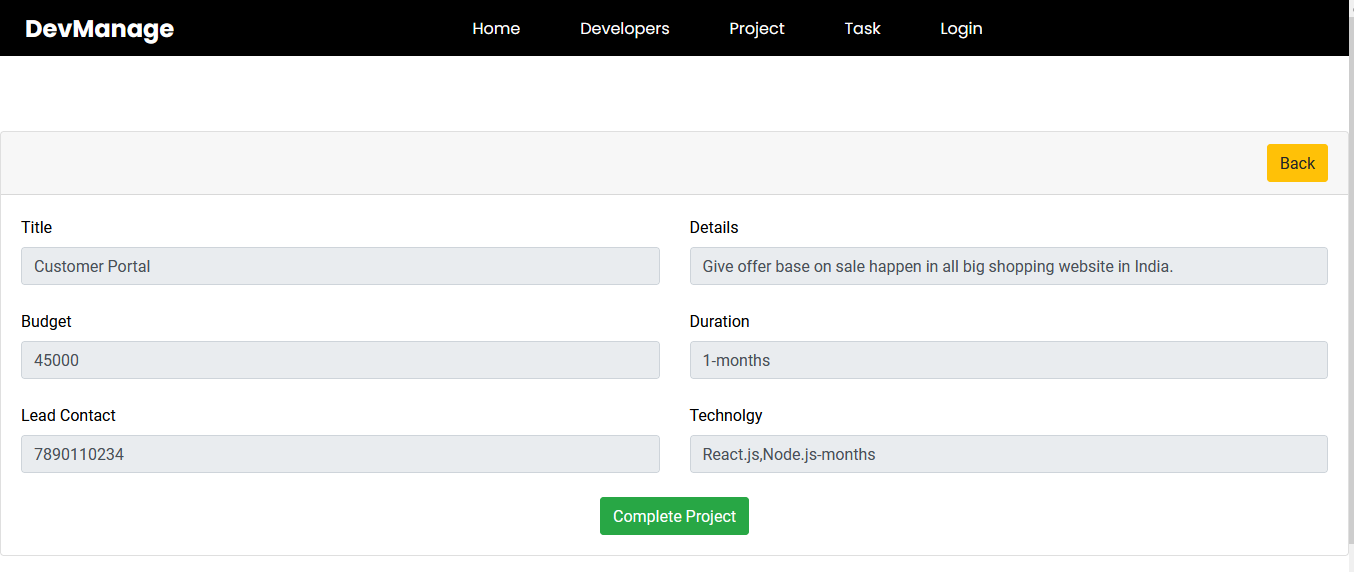 DevManage Home Developers Project Task Login
Back
Title Details
Customer Portal Give offer base on sale happen in all big shopping website in India.
Budget Duration
45000 1-months
Lead Contact Technolgy
7890110234 React.js,Node.js-months
Complete Project